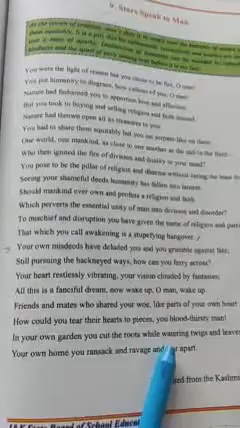 9. Stars Speak to Man
You were the light of reason but you chose to be fire, O man!
You put humanity to disgrace, how callous of you, O man!
Nature had fashioned you to apportion love and affection
But you took to buying and selling religion and faith instead.
Nature had thrown open all its treasures to you
You had to share them equitably but you sat serpent-like on them
One world, one mankind, as close to one another as the nail to the flesh
Who then ignited the fire of division and duality in your mind?
You pose to be the pillar of religion and dharma without caring the least
Seeing your shameful deeds humanity has fallen into
Should mankind ever own and profess a religion and faith
Which perverts the essential unity of man into division and disorder?
To mischief and disruption you have given the name of religion and
That which you call awakening is a stupefying hangover
Your own misdeeds have deluded you and you grumble against fate;
Still pursuing the hackneyed ways, how can you ferry across?
Your heart restlessly vibrating, your vision clouded by fantasies;
All this is a fanciful dream, now wake up, O man, wake up.
Friends and mates who shared your woe, like parts of your own heart
How could you tear their hearts to pieces, you blood-thirsty man!
In your own garden you cut the roots while watering twigs and leaves
Your own home you ransack and ravage and apart.
from the Kashm
J&K State Board of School Educa